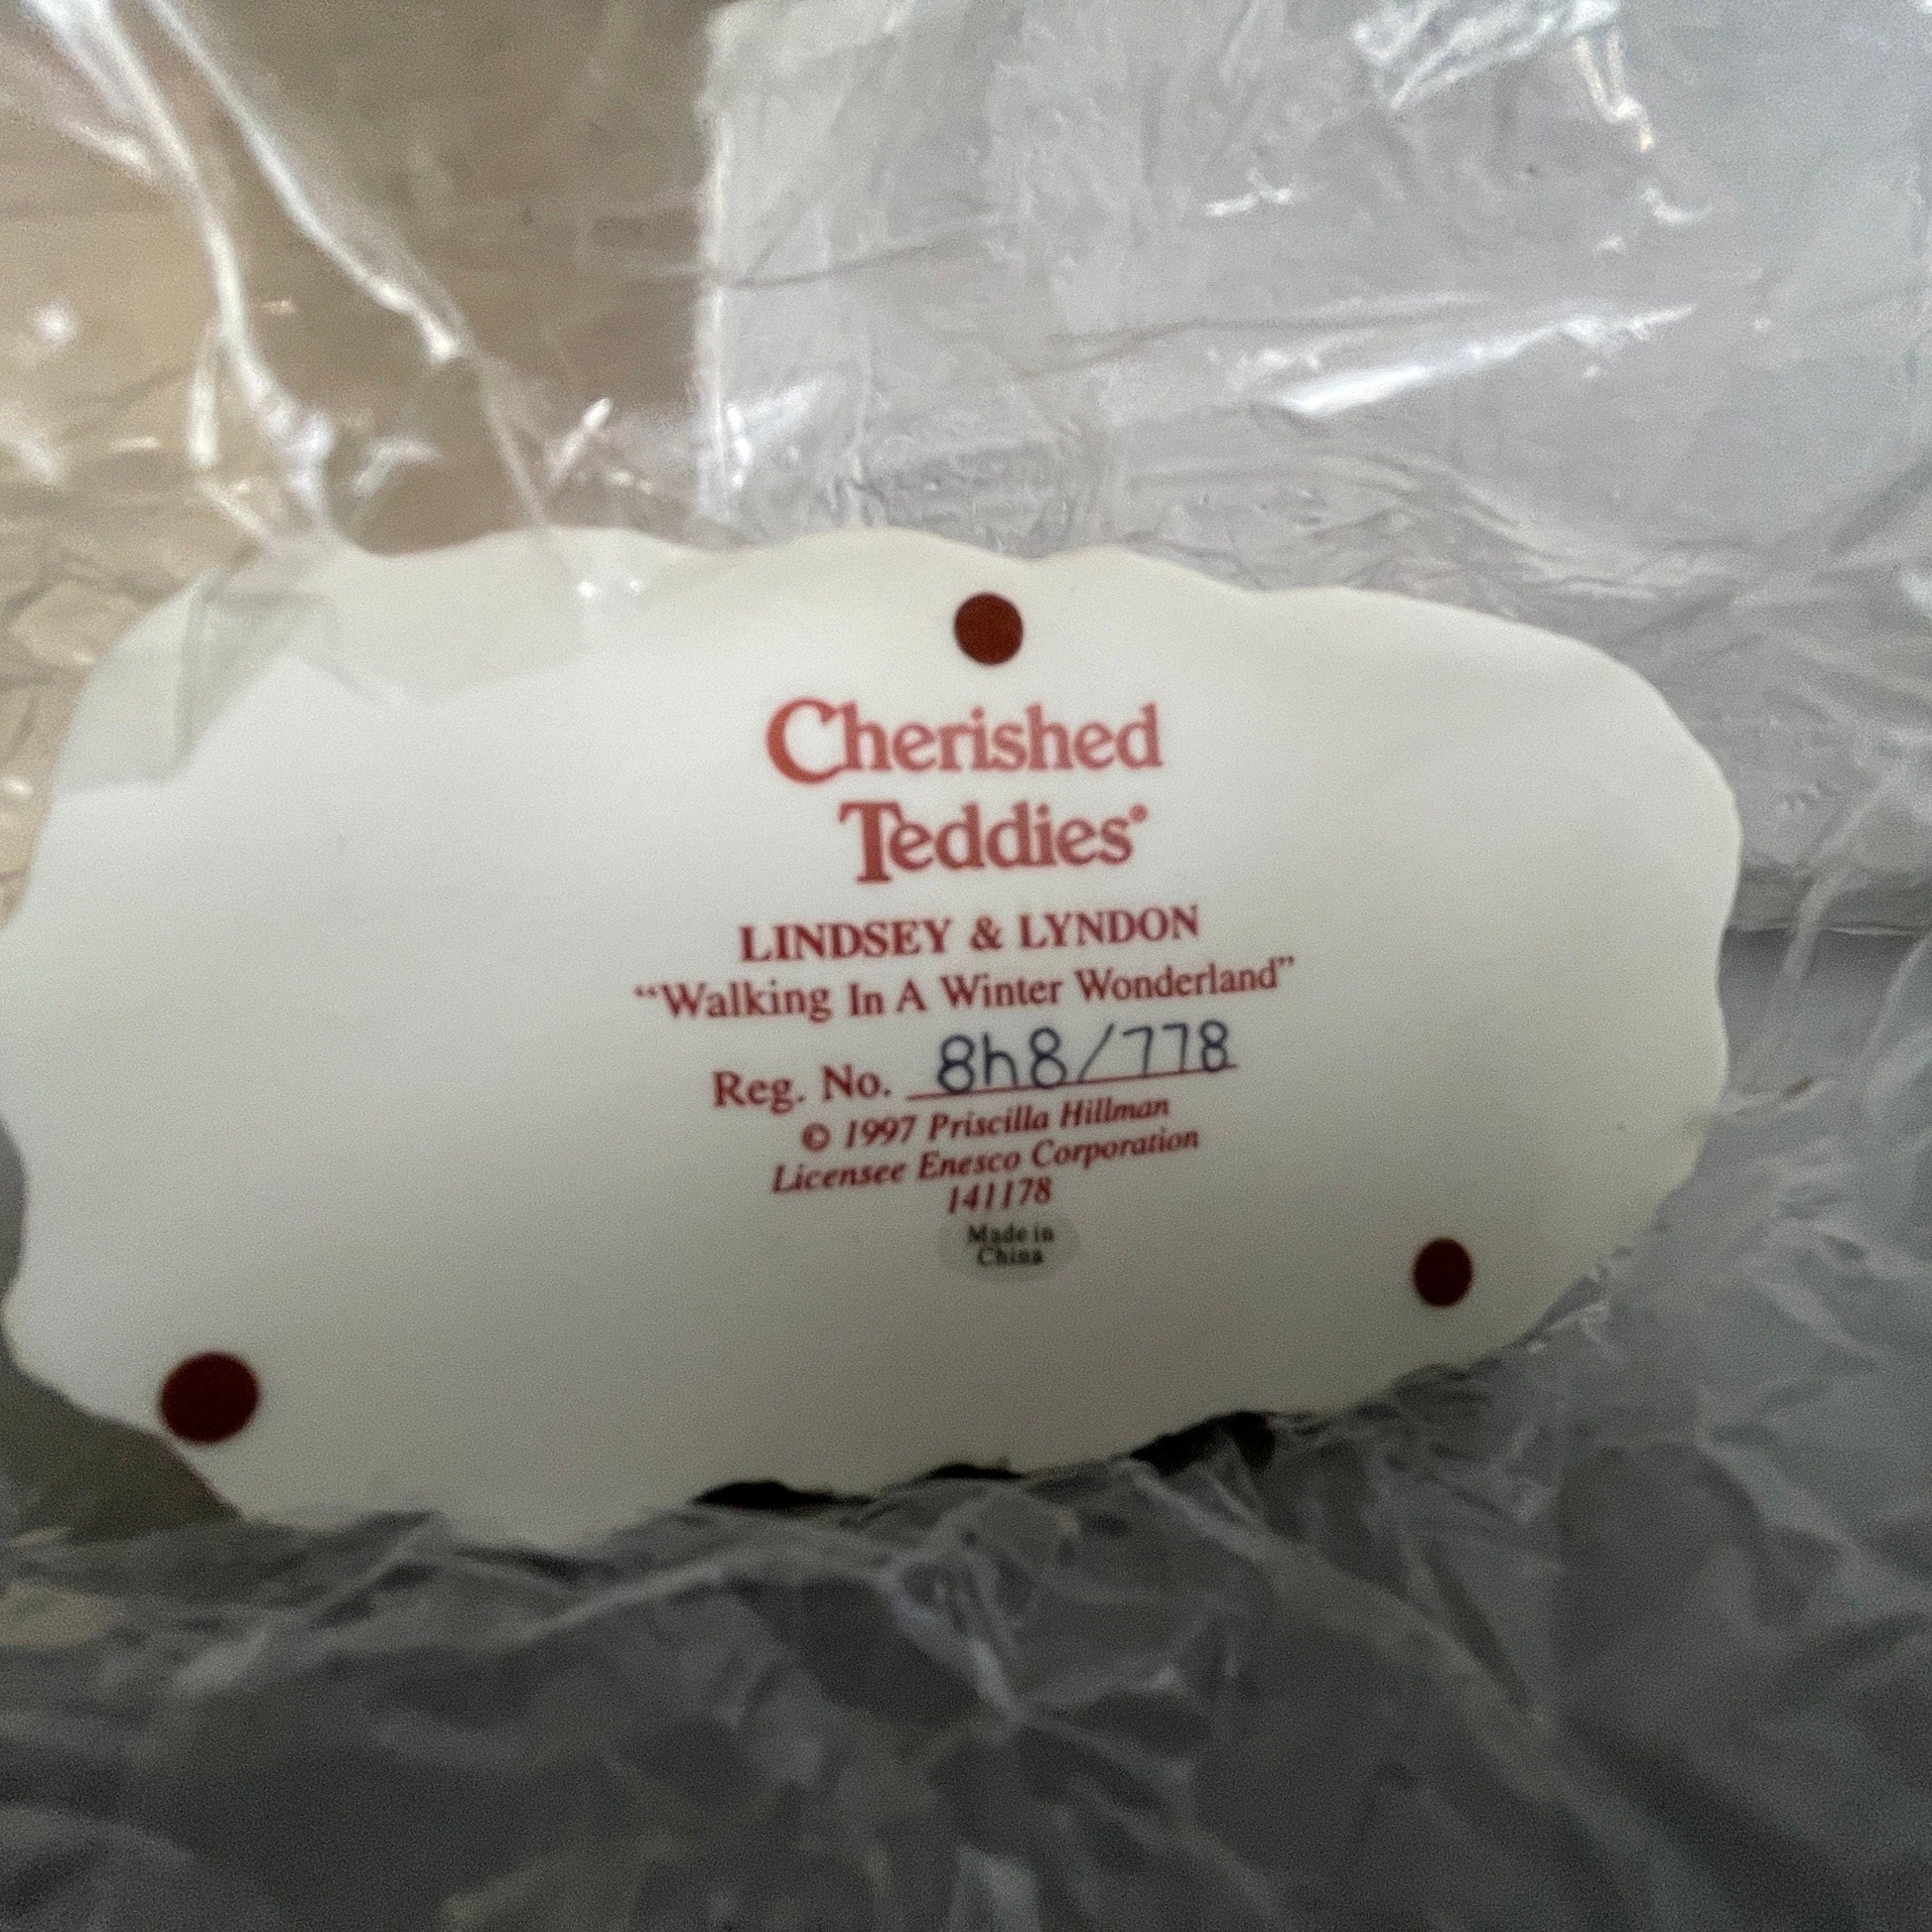 Cherished
Teddies®
LINDSEY & LYNDON
“Walking In A Winter Wonderland”
Reg. No. 8h8/778
© 1997 Priscilla Hillman
Licensee Enesco Corporation
141178
Made in
China